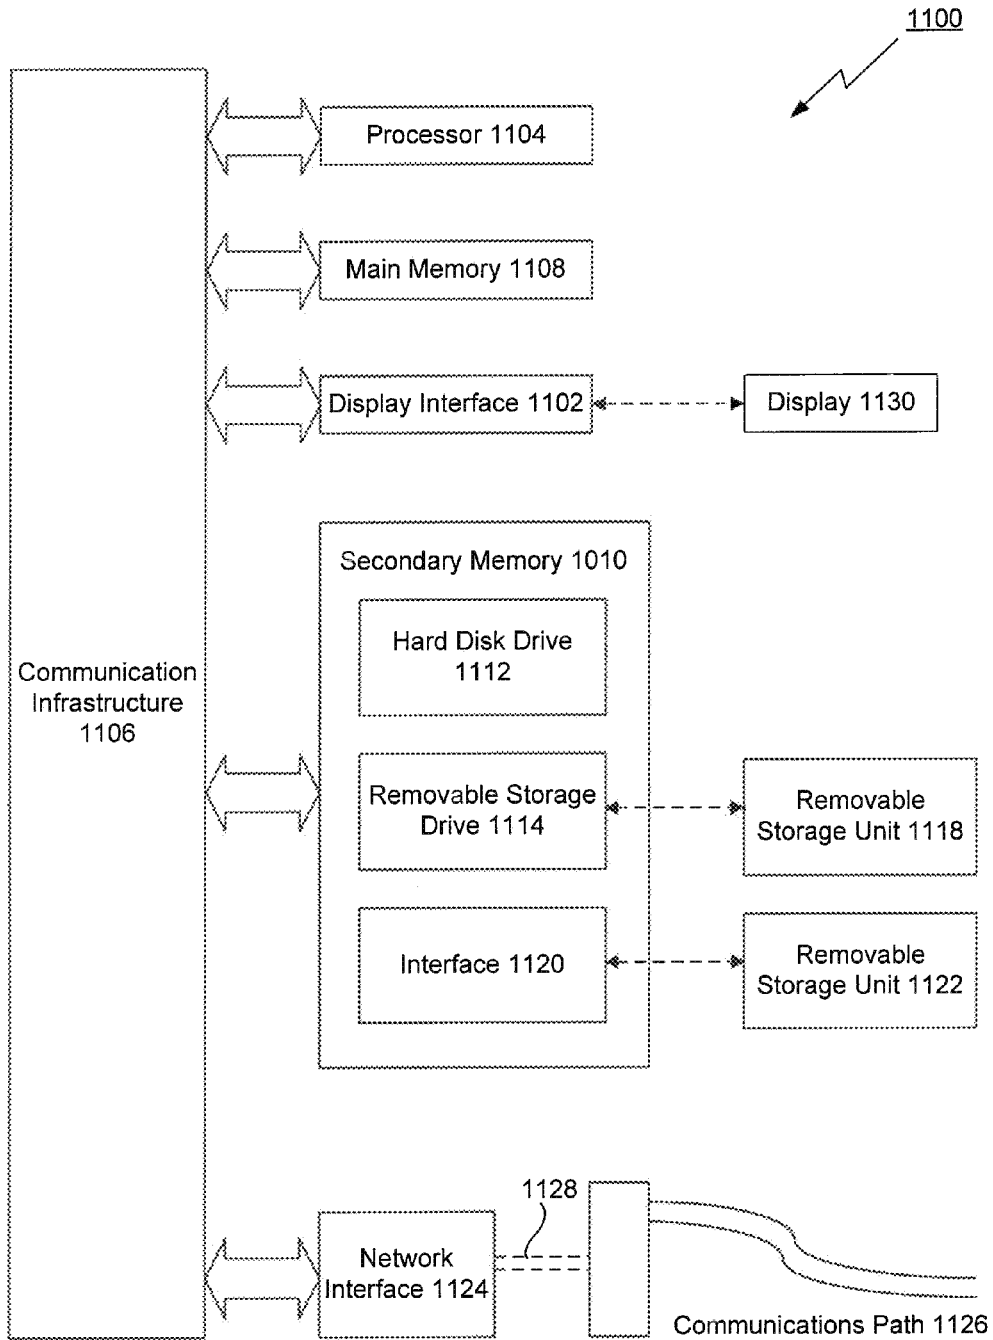 1100
Processor 1104
Main Memory 1108
Display Interface 1102
Display 1130
Secondary Memory 1010
Hard Disk Drive
1112
Communication
Infrastructure
1106
Removable Storage
Drive 1114
Removable
Storage Unit 1118
Interface 1120
Removable
Storage Unit 1122
1128
Network
Interface 1124
Communications Path 1126